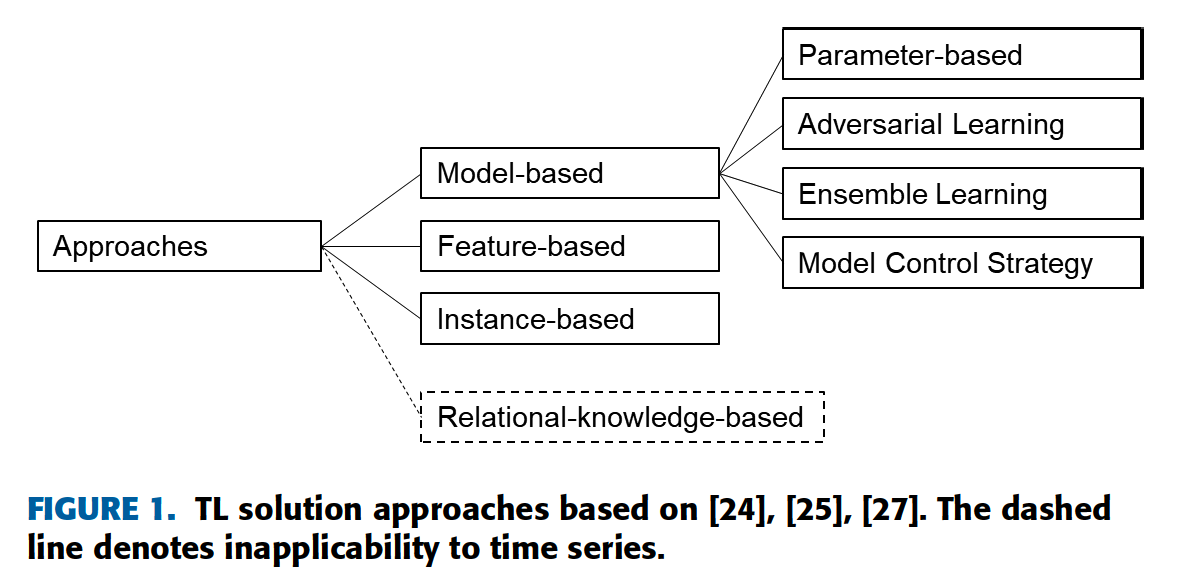 Approaches
Model-based
Feature-based
Instance-based
Relational-knowledge-based
Parameter-based
Adversarial Learning
Ensemble Learning
Model Control Strategy
FIGURE 1. TL solution approaches based on [24], [25], [27]. The dashed
line denotes inapplicability to time series.